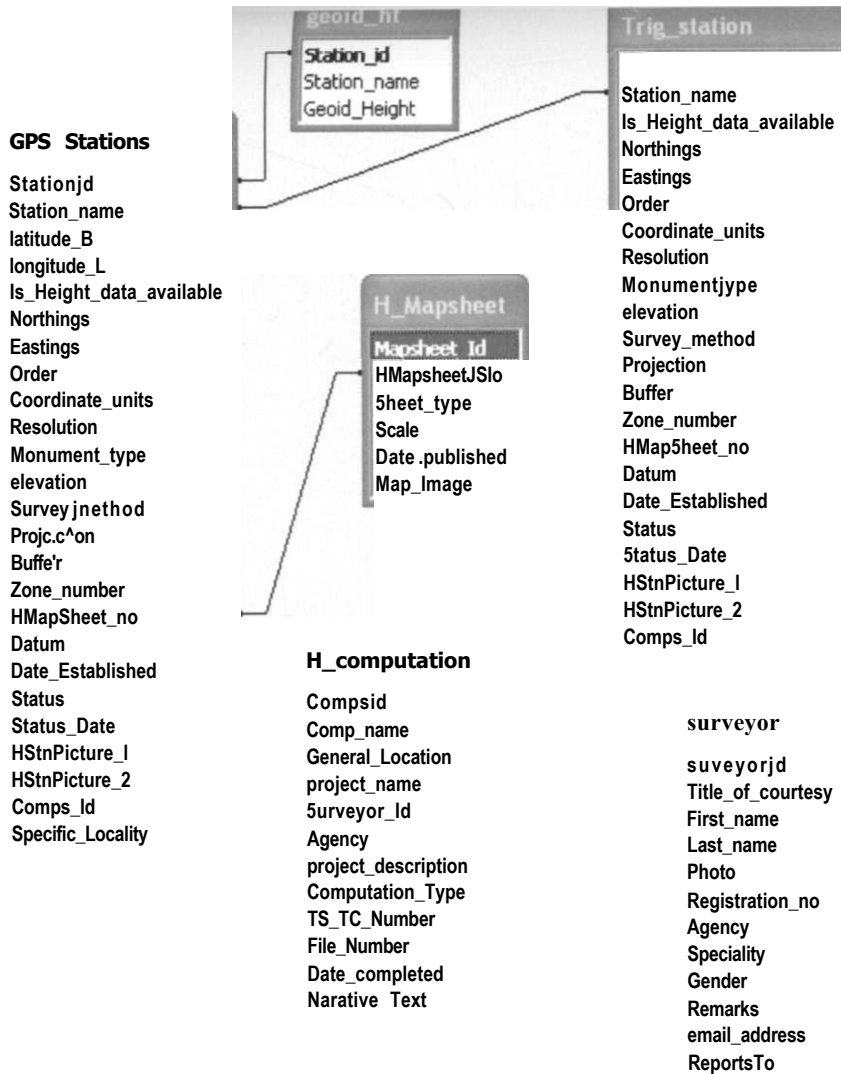 geoid_ht
Station_id
Station_name
Geoid_Height
Trig_station
Station_name
Is_Height_data_available
Northings
Eastings
Order
Coordinate_units
Resolution
Monumentjype
elevation
Survey_method
Projection
Buffer
Zone_number
HMap5heet_no
Datum
Date_Established
Status
5tatus_Date
HStnPicture_l
HStnPicture_2
Comps_Id
GPS Stations
Stationjd
Station_name
latitude_B
longitude_L
Is_Height_data_available
Northings
Eastings
Order
Coordinate_units
Resolution
Monument_type
elevation
Survey jnethod
Projc.c^on
Buffe'r
Zone_number
HMapSheet_no
Datum
Date_Established
Status
Status_Date
HStnPicture_l
HStnPicture_2
Comps_Id
Specific_Locality
H_Mapsheet
Mapsheet_Id
HMapsheetJSlo
5heet_type
Scale
Date .published
Map_Image
H_computation
Compsid
Comp_name
General_Location
project_name
5urveyor_Id
Agency
project_description
Computation_Type
TS_TC_Number
File_Number
Date_completed
Narative Text
surveyor
suveyorjd
Title_of_courtesy
First_name
Last_name
Photo
Registration_no
Agency
Speciality
Gender
Remarks
email_address
ReportsTo